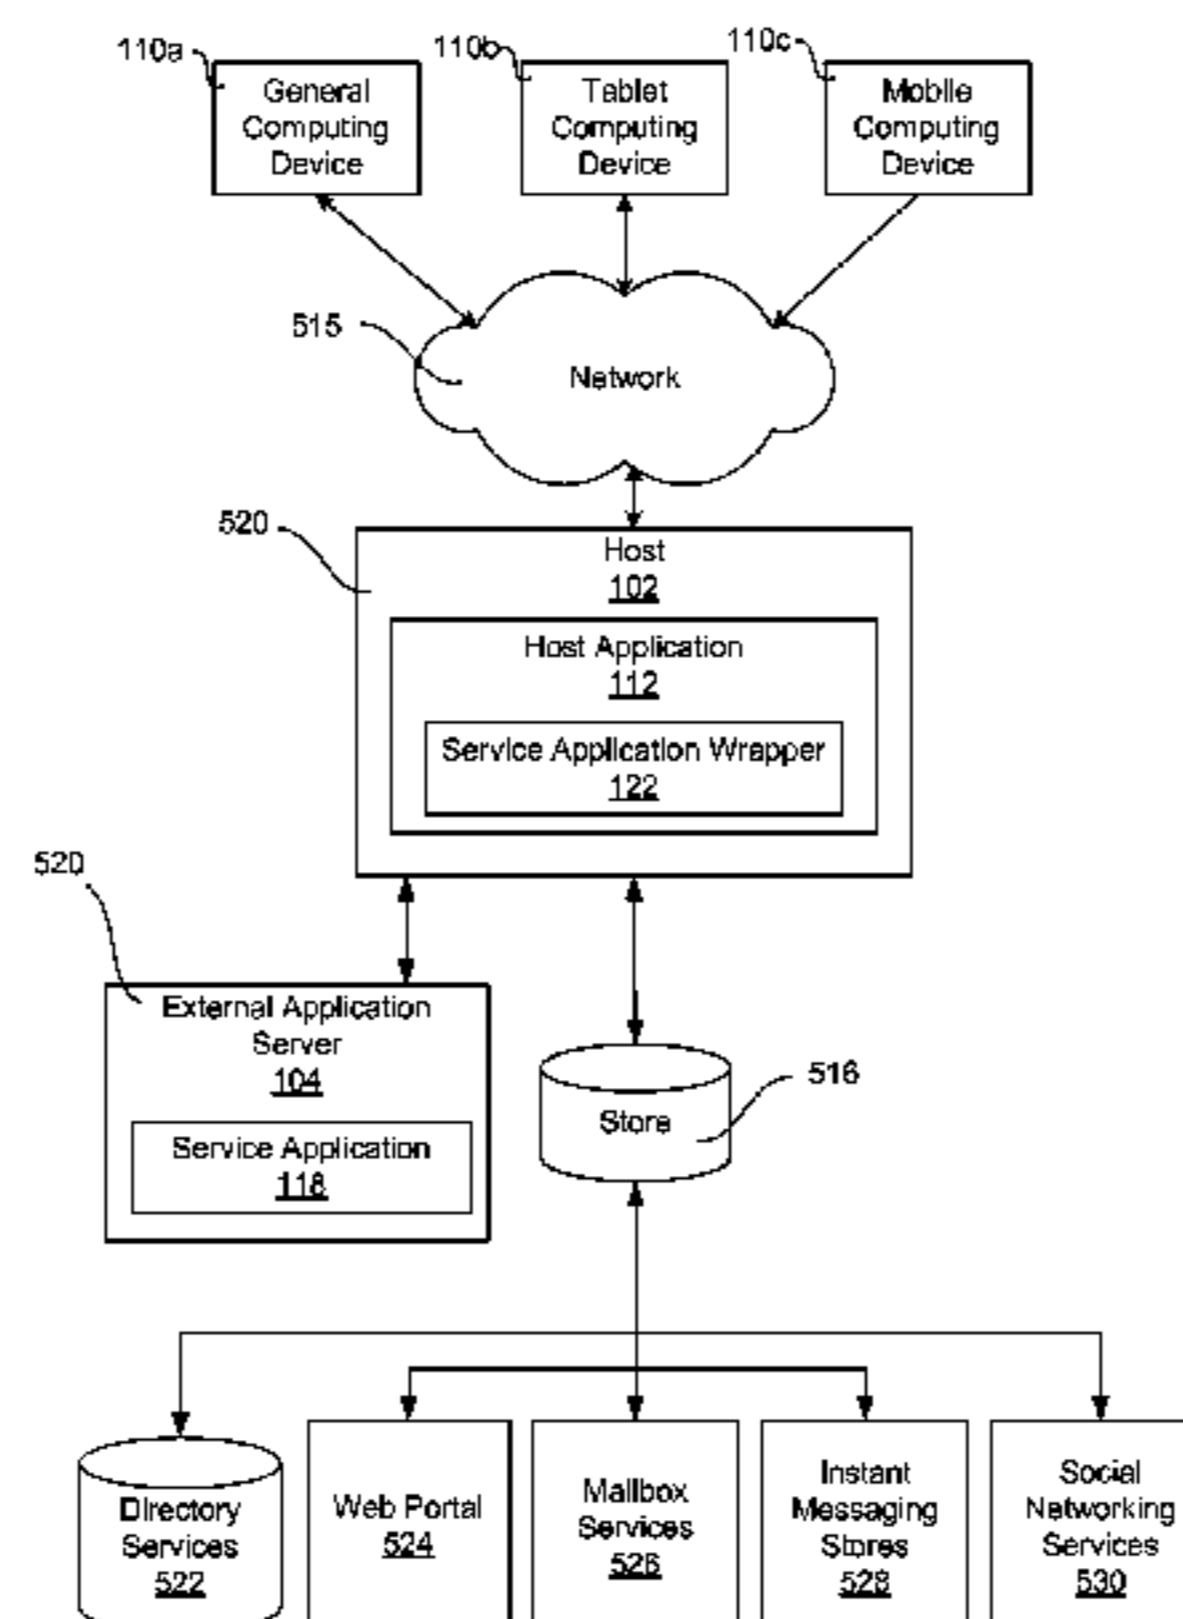 110a
110b
110c
General
Computing
Device
Tablet
Computing
Device
Mobile
Computing
Device
515
Network
520
Host
102
Host Application
112
Service Application Wrapper
122
520
External Application
Server
104
Service Application
118
516
Store
Directory
Services
522
Web Portal
524
Mailbox
Services
526
Instant
Messaging
Stores
528
Social
Networking
Services
530